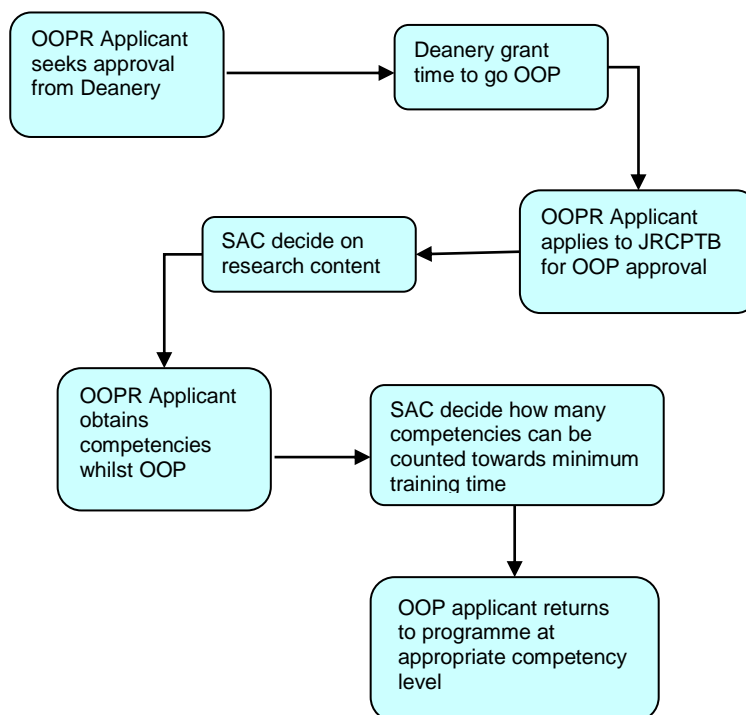 OOPR Applicant
seeks approval
from Deanery
Deanery grant
time to go OOP
OOPR Applicant
applies to JRCPTB
for OOP approval
SAC decide on
research content
OOPR Applicant
obtains
competencies
whilst OOP
SAC decide how many
competencies can be
counted towards minimum
training time
OOP applicant returns
to programme at
appropriate competency
level